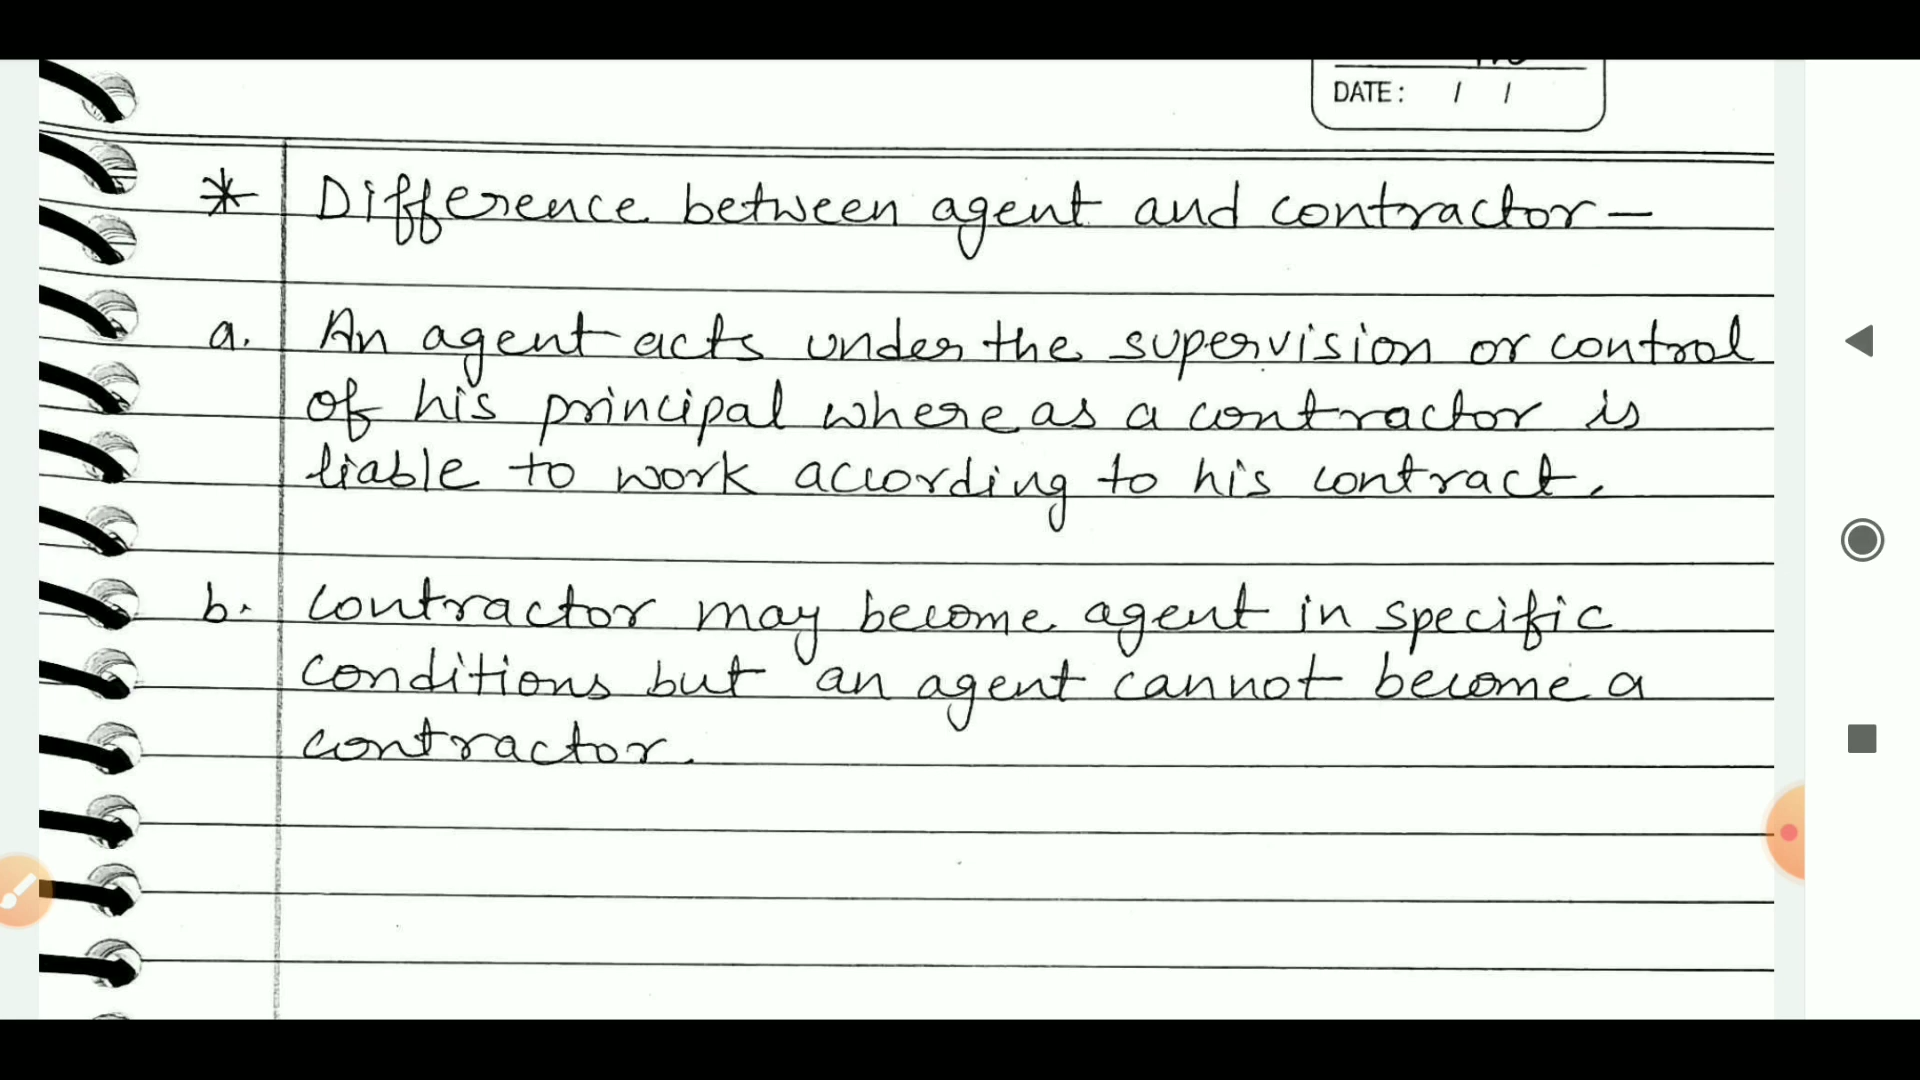 DATE: / /
* Difference between agent and contractor –
a. An agent acts under the supervision or control
of his principal where as a contractor is
liable to work according to his contract.
b. Contractor may become agent in specific
conditions but an agent cannot become a
contractor.